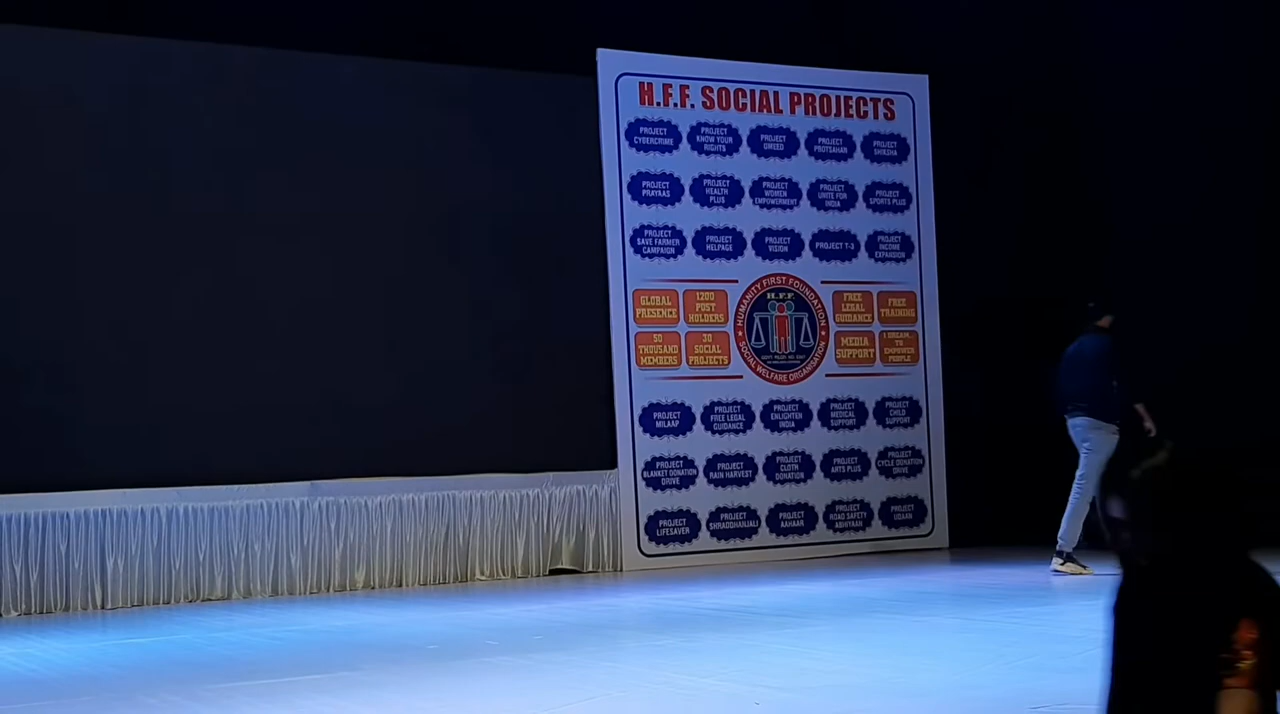 H.F.F. SOCIAL PROJECTS
PROJECT
CYBERCRIME
PROJECT
KNOW YOUR
RIGHTS
PROJECT
UMEED
PROJECT
PROTSAHAN
PROJECT
SHIKSHA
PROJECT
PRAYAAS
PROJECT
HEALTH
PLUS
PROJECT
WOMEN
EMPOWERMENT
PROJECT
UNITE FOR
INDIA
PROJECT
SPORTS PLUS
PROJECT
SAVE FARMER
CAMPAIGN
PROJECT
HELPAGE
PROJECT
VISION
PROJECT T-3
PROJECT
INCOME
EXPANSION
GLOBAL
PRESENCE
1200
POST
HOLDERS
50
THOUSAND
MEMBERS
30
SOCIAL
PROJECTS
HUMANITY FIRST FOUNDATION
H.F.F.
SOCIAL WELFARE ORGANISATION
FREE
LEGAL
GUIDANCE
FREE
TRAINING
MEDIA
SUPPORT
1 DREAM..
TO
EMPOWER
PEOPLE
PROJECT
MILAAP
PROJECT
FREE LEGAL
GUIDANCE
PROJECT
ENLIGHTEN
INDIA
PROJECT
MEDICAL
SUPPORT
PROJECT
CHILD
SUPPORT
PROJECT
BLANKET DONATION
DRIVE
PROJECT
RAIN HARVEST
PROJECT
CLOTH
DONATION
PROJECT
ARTS PLUS
PROJECT
CYCLE DONATION
DRIVE
PROJECT
LIFESAVER
PROJECT
SHRADDHANJALI
PROJECT
AAHAAR
PROJECT
ROAD SAFETY
ABHIYAAN
PROJECT
UDAAN